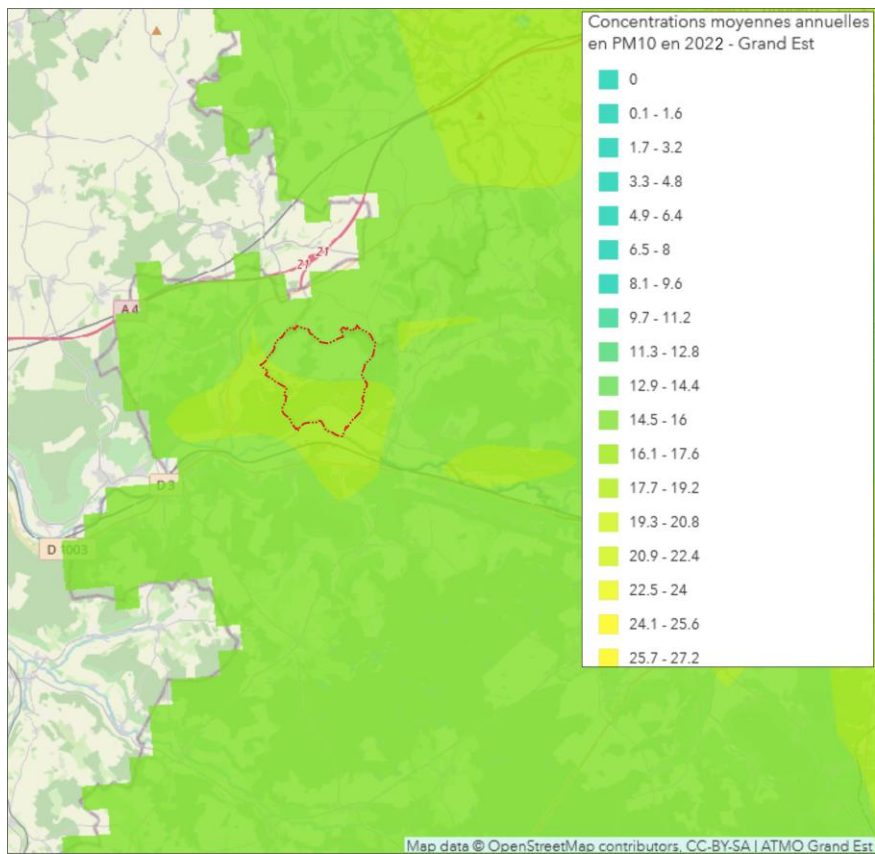 Concentrations moyennes annuelles
en PM10 en 2022 - Grand Est
0
0.1 - 1.6
1.7 - 3.2
3.3 - 4.8
4.9 - 6.4
6.5 - 8
8.1 - 9.6
9.7 - 11.2
11.3 - 12.8
12.9 - 14.4
14.5 - 16
16.1 - 17.6
17.7 - 19.2
19.3 - 20.8
20.9 - 22.4
22.5 - 24
24.1 - 25.6
25.7 - 27.2
21
21
A 4
D 3
D 1003
Map data © OpenStreetMap contributors, CC-BY-SA | ATMO Grand Est